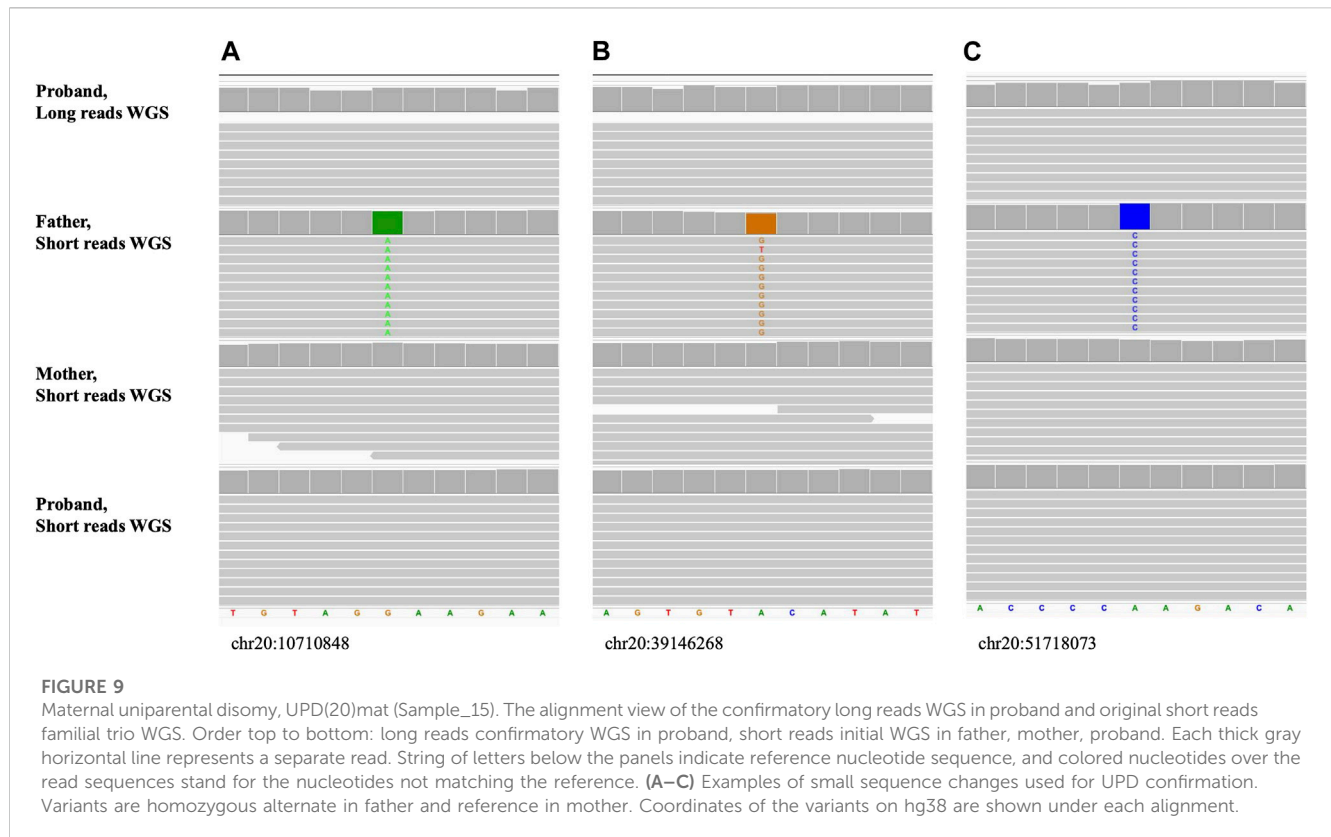 A B C
Proband,
Long reads WGS
Father,
Short reads WGS
A G C
A T C
A G C
A G C
A G C
A G C
A G C
A G C
A G C
A G C
A G C
Mother,
Short reads WGS
Proband,
Short reads WGS
T G T A G G A A G A A A G T G T A C A T A T A C C C C A A G A C A
chr20:10710848 chr20:39146268 chr20:51718073
FIGURE 9
Maternal uniparental disomy, UPD(20)mat (Sample_15). The alignment view of the confirmatory long reads WGS in proband and original short reads
familial trio WGS. Order top to bottom: long reads confirmatory WGS in proband, short reads initial WGS in father, mother, proband. Each thick gray
horizontal line represents a separate read. String of letters below the panels indicate reference nucleotide sequence, and colored nucleotides over the
read sequences stand for the nucleotides not matching the reference. (A–C) Examples of small sequence changes used for UPD confirmation.
Variants are homozygous alternate in father and reference in mother. Coordinates of the variants on hg38 are shown under each alignment.